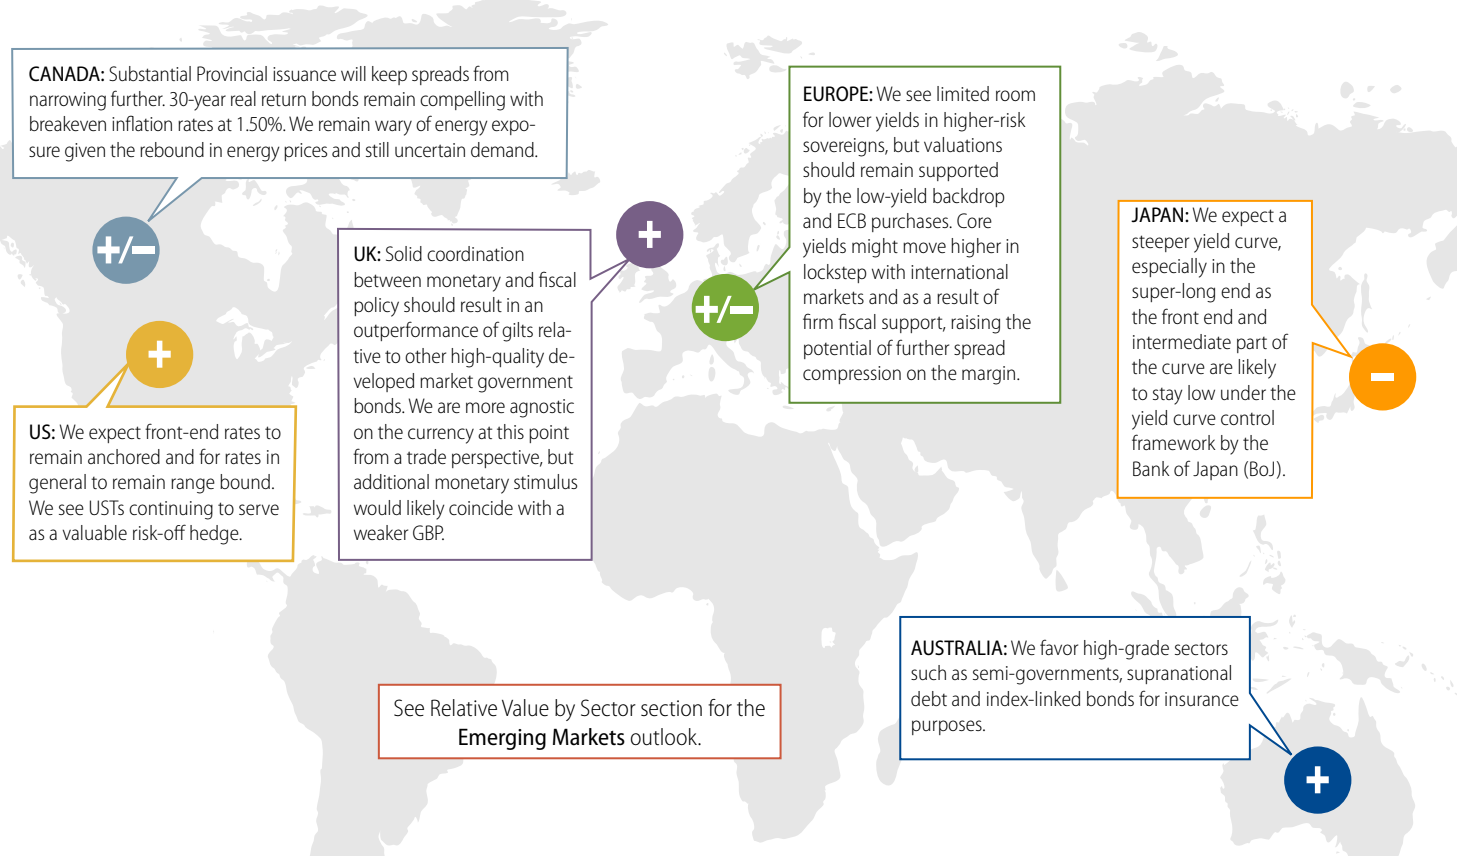 CANADA: Substantial Provincial issuance will keep spreads from
narrowing further. 30-year real return bonds remain compelling with
breakeven inflation rates at 1.50%. We remain wary of energy expo-
sure given the rebound in energy prices and still uncertain demand.
+/−
US: We expect front-end rates to
remain anchored and for rates in
general to remain range bound.
We see USTs continuing to serve
as a valuable risk-off hedge.
+
UK: Solid coordination
between monetary and fiscal
policy should result in an
outperformance of gilts rela-
tive to other high-quality de-
veloped market government
bonds. We are more agnostic
on the currency at this point
from a trade perspective, but
additional monetary stimulus
would likely coincide with a
weaker GBP.
+
EUROPE: We see limited room
for lower yields in higher-risk
sovereigns, but valuations
should remain supported
by the low-yield backdrop
and ECB purchases. Core
yields might move higher in
lockstep with international
markets and as a result of
firm fiscal support, raising the
potential of further spread
compression on the margin.
+/−
JAPAN: We expect a
steeper yield curve,
especially in the
super-long end as
the front end and
intermediate part of
the curve are likely
to stay low under the
yield curve control
framework by the
Bank of Japan (BoJ).
−
AUSTRALIA: We favor high-grade sectors
such as semi-governments, supranational
debt and index-linked bonds for insurance
purposes.
+
See Relative Value by Sector section for the
Emerging Markets outlook.